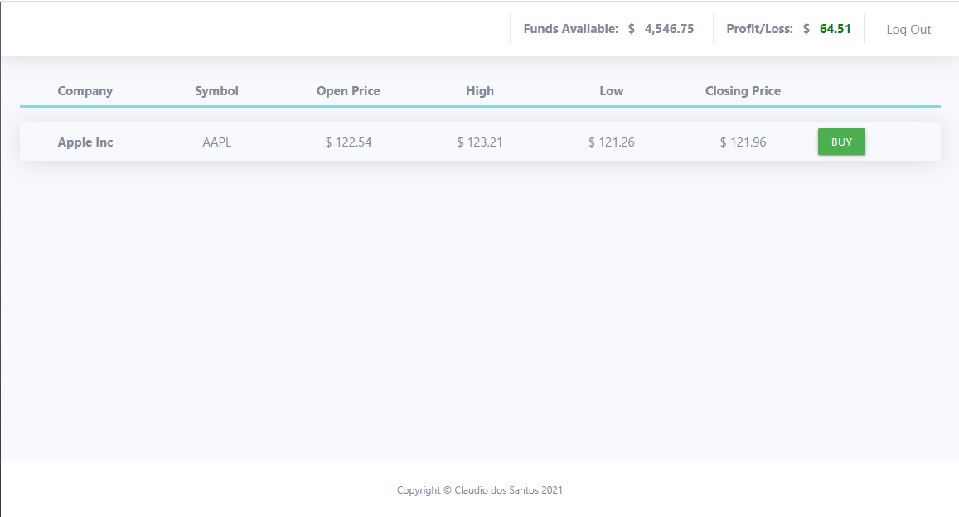 Funds Available: $ 4,546.75 Profit/Loss: $ 64.51 Log Out
Company Symbol Open Price High Low Closing Price
Apple Inc AAPL $ 122.54 $ 123.21 $ 121.26 $ 121.96 BUY
Copyright © Claudio dos Santos 2021